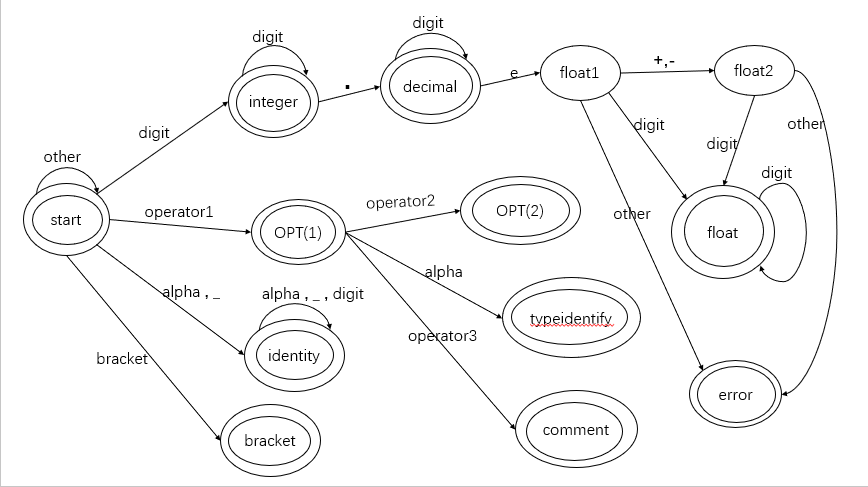 digit
digit
+,-
e
float1
float2
.
decimal
integer
digit
digit
other
digit
other
digit
operator1
operator2
OPT(2)
other
start
OPT(1)
float
alpha
alpha , _
alpha , _ , digit
typeidentify
operator3
identity
bracket
error
comment
bracket